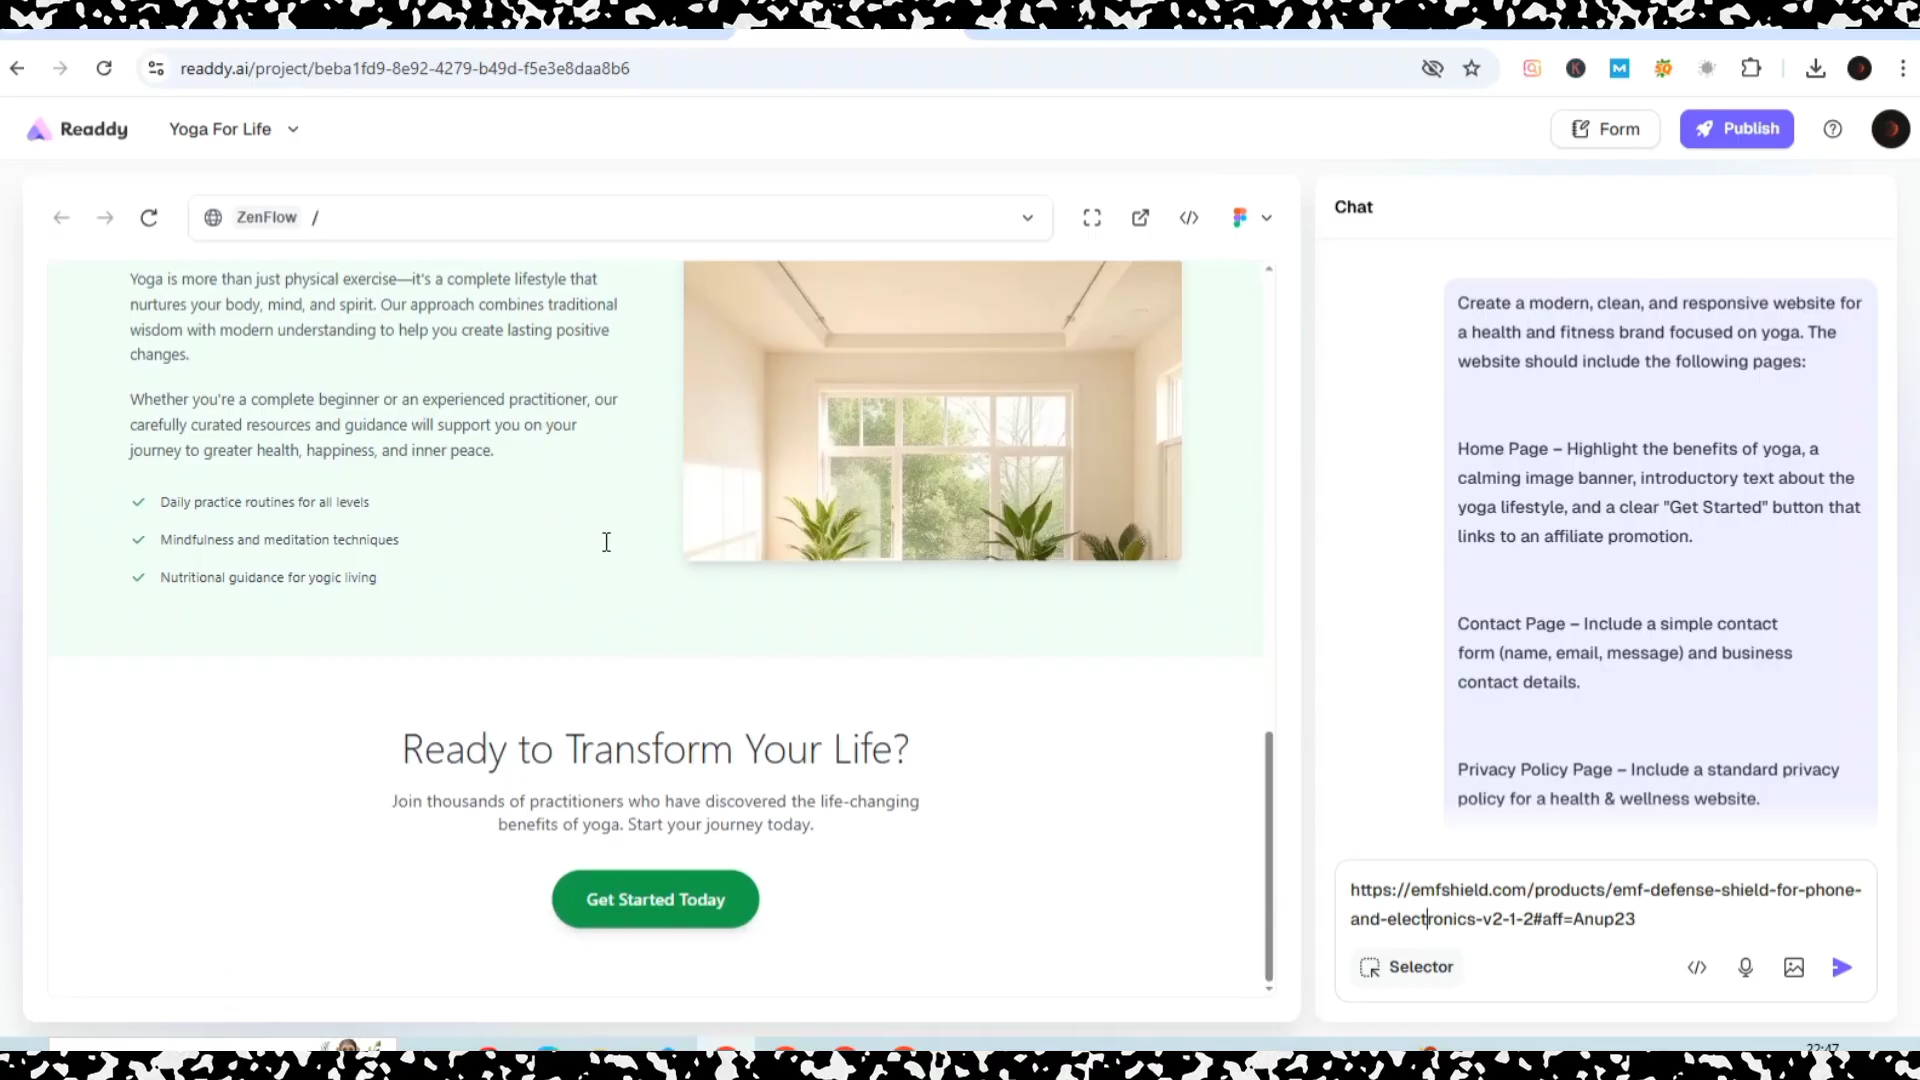 readdy.ai/project/beba1fd9-8e92-4279-b49d-f5e3e8daa8b6
Readdy
Yoga For Life
Form
Publish
ZenFlow /
Yoga is more than just physical exercise—it's a complete lifestyle that
nurtures your body, mind, and spirit. Our approach combines traditional
wisdom with modern understanding to help you create lasting positive
changes.
Whether you're a complete beginner or an experienced practitioner, our
carefully curated resources and guidance will support you on your
journey to greater health, happiness, and inner peace.
Daily practice routines for all levels
Mindfulness and meditation techniques
Nutritional guidance for yogic living
Ready to Transform Your Life?
Join thousands of practitioners who have discovered the life-changing
benefits of yoga. Start your journey today.
Get Started Today
Chat
Create a modern, clean, and responsive website for
a health and fitness brand focused on yoga. The
website should include the following pages:
Home Page – Highlight the benefits of yoga, a
calming image banner, introductory text about the
yoga lifestyle, and a clear "Get Started" button that
links to an affiliate promotion.
Contact Page – Include a simple contact
form (name, email, message) and business
contact details.
Privacy Policy Page – Include a standard privacy
policy for a health & wellness website.
https://emfshield.com/products/emf-defense-shield-for-phone-
and-electronics-v2-1-2#aff=Anup23
Selector
22:47